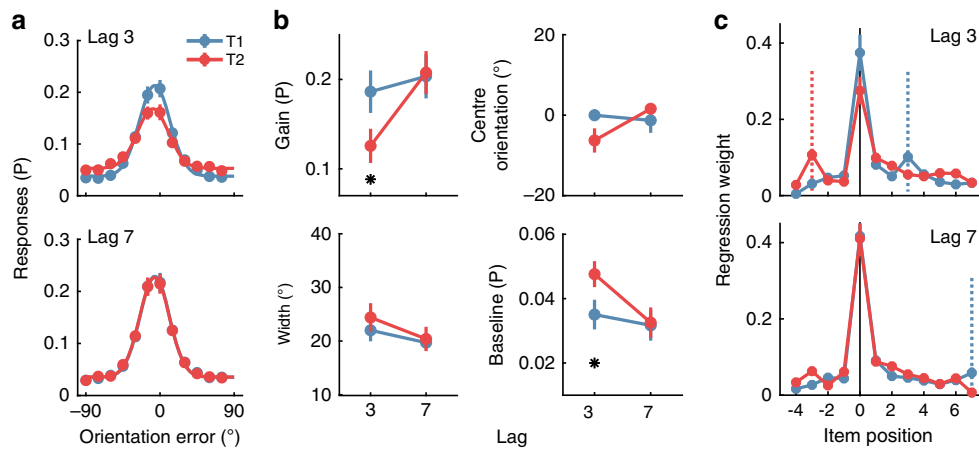 a
Lag 3
T1
T2
0.3
0.2
0.1
0
Lag 7
0.3
0.2
0.1
0
Responses (P)
–90
0
90
Orientation error (°)
b
0.2
0.1
Gain (P)
*
20
0
–20
Centre
orientation (°)
40
30
20
10
Width (°)
3
7
0.06
0.04
0.02
Baseline (P)
*
3
7
Lag
c
Lag 3
0.4
0.2
0
Lag 7
0.4
0.2
0
Regression weight
-4
-2
0
2
4
6
Item position